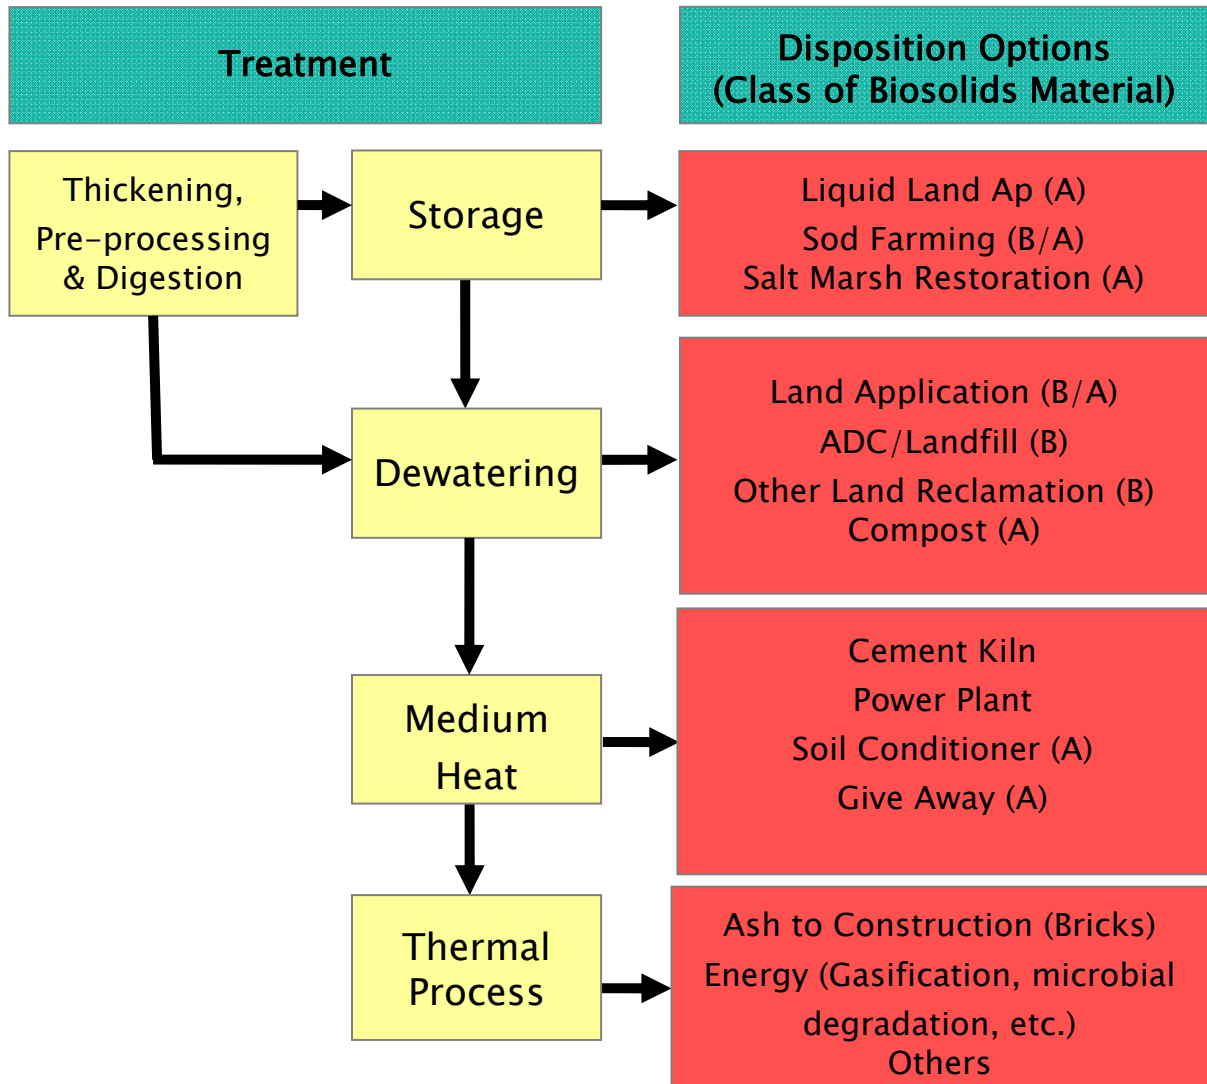 Treatment
Disposition Options
(Class of Biosolids Material)
Thickening,
Pre-processing
& Digestion
Storage
Liquid Land Ap (A)
Sod Farming (B/A)
Salt Marsh Restoration (A)
Dewatering
Land Application (B/A)
ADC/Landfill (B)
Other Land Reclamation (B)
Compost (A)
Medium
Heat
Cement Kiln
Power Plant
Soil Conditioner (A)
Give Away (A)
Thermal
Process
Ash to Construction (Bricks)
Energy (Gasification, microbial
degradation, etc.)
Others